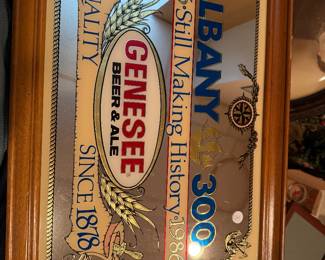 ALBANY 300
Still Making History 1986
GENESEE®
BEER & ALE
QUALITY
SINCE 1878